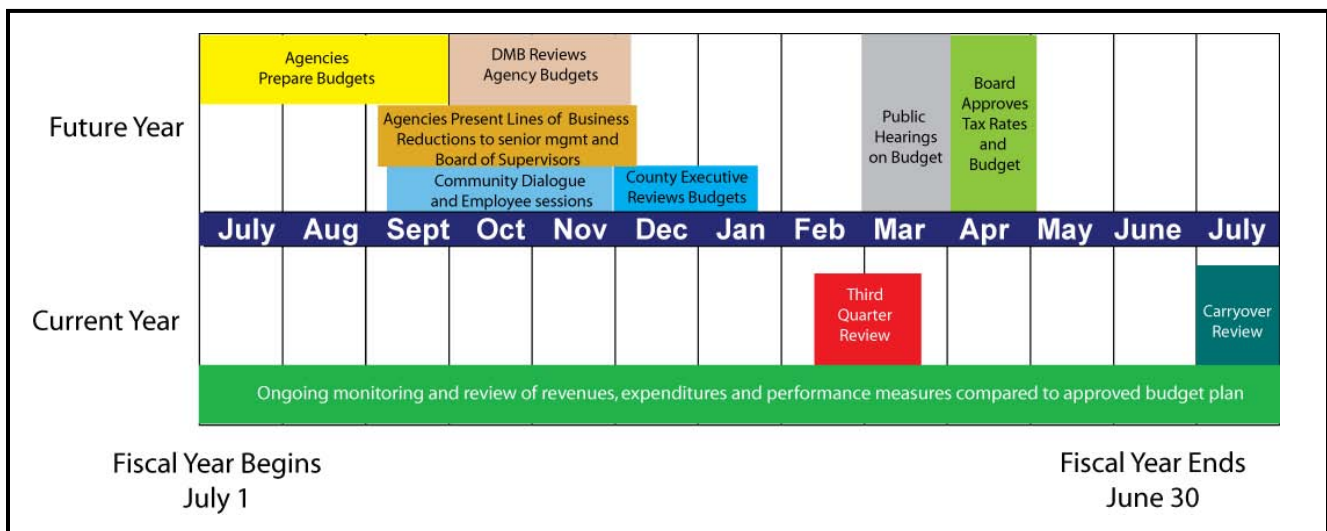 Future Year
Agencies
Prepare Budgets
DMB Reviews
Agency Budgets
Agencies Present Lines of Business
Reductions to senior mgmt and
Board of Supervisors
Community Dialogue
and Employee sessions
County Executive
Reviews Budgets
Public
Hearings
on Budget
Board
Approves
Tax Rates
and
Budget
July Aug Sept Oct Nov Dec Jan Feb Mar Apr May June July
Current Year
Third
Quarter
Review
Carryover
Review
Ongoing monitoring and review of revenues, expenditures and performance measures compared to approved budget plan
Fiscal Year Begins
July 1
Fiscal Year Ends
June 30